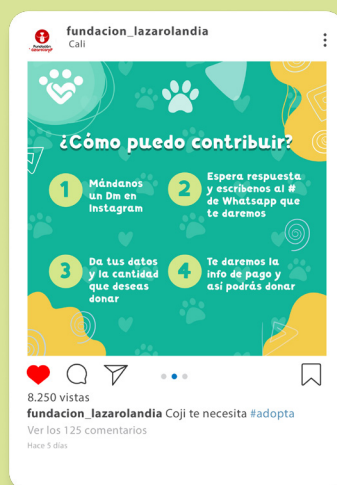 fundacion_lazarolandia
Cali
¿Cómo puedo contribuir?
1
Mándanos
un Dm en
Instagram
2
Espera respuesta
y escríbenos al #
de Whatsapp que
te daremos
3
Da tus datos
y la cantidad
que deseas
donar
4
Te daremos la
info de pago y
así podrás donar
8.250 vistas
fundacion_lazarolandia Coji te necesita #adopta
Ver los 125 comentarios
Hace 5 días